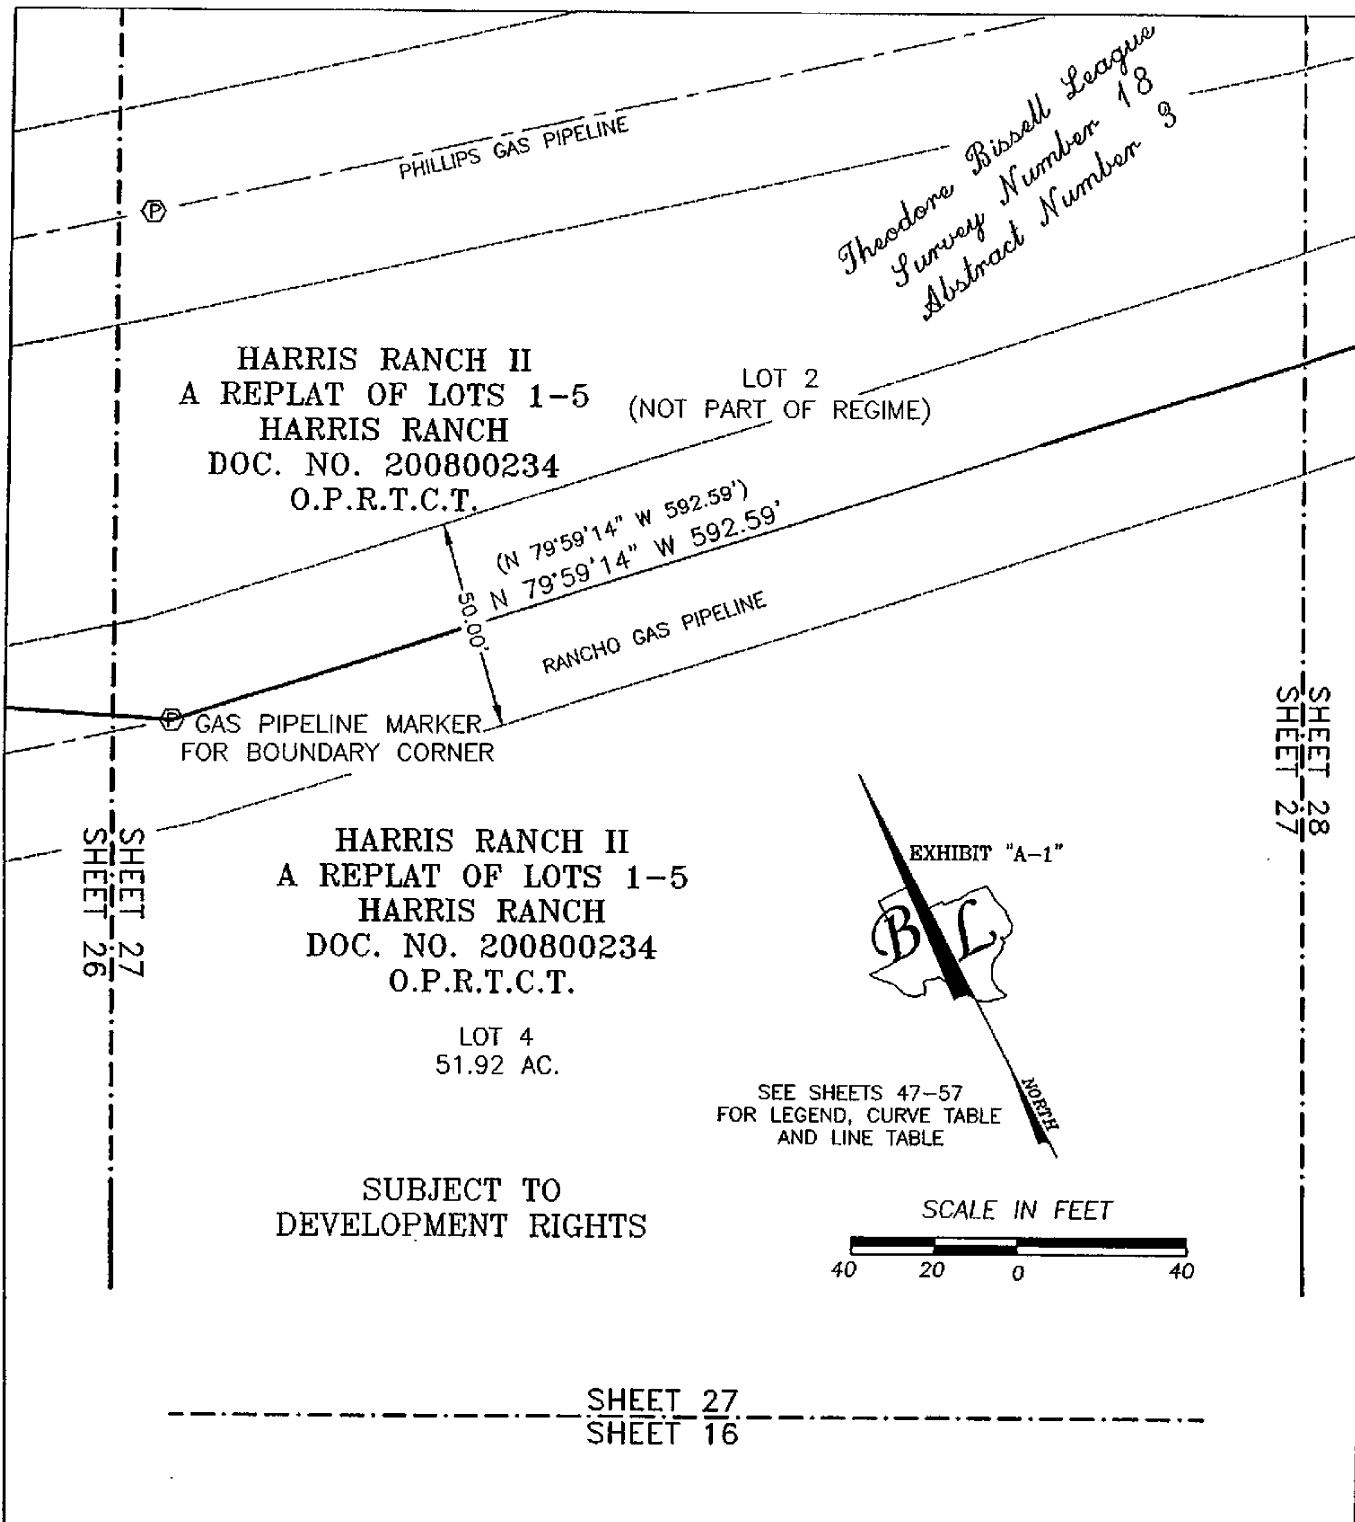 Theodore Bissell League
Survey Number 18
Abstract Number 3
PHILLIPS GAS PIPELINE
P
HARRIS RANCH II
A REPLAT OF LOTS 1-5
HARRIS RANCH
DOC. NO. 200800234
O.P.R.T.C.T.
LOT 2
(NOT PART OF REGIME)
(N 79°59'14" W 592.59')
N 79°59'14" W 592.59'
50.00'
RANCHO GAS PIPELINE
P
GAS PIPELINE MARKER
FOR BOUNDARY CORNER
SHEET 28
SHEET 27
SHEET 27
SHEET 26
HARRIS RANCH II
A REPLAT OF LOTS 1-5
HARRIS RANCH
DOC. NO. 200800234
O.P.R.T.C.T.
LOT 4
51.92 AC.
EXHIBIT "A-1"
B L
NORTH
SEE SHEETS 47-57
FOR LEGEND, CURVE TABLE
AND LINE TABLE
SUBJECT TO
DEVELOPMENT RIGHTS
SCALE IN FEET
40 20 0 40
SHEET 27
SHEET 16